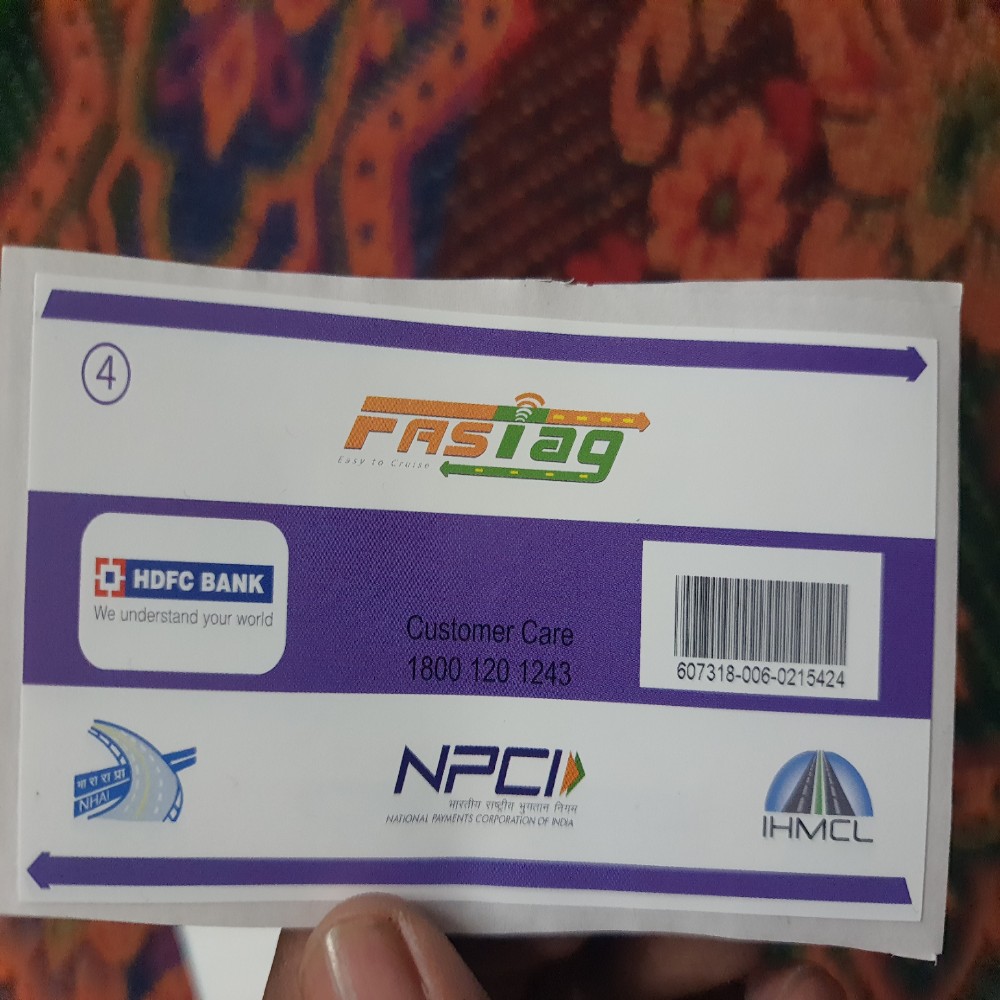 4
FASTag
Easy to Cruise
HDFC BANK
We understand your world
Customer Care
1800 120 1243
607318-006-0215424
भा रा रा प्रा
NHAI
NPCI
भारतीय राष्ट्रीय भुगतान निगम
NATIONAL PAYMENTS CORPORATION OF INDIA
IHMCL